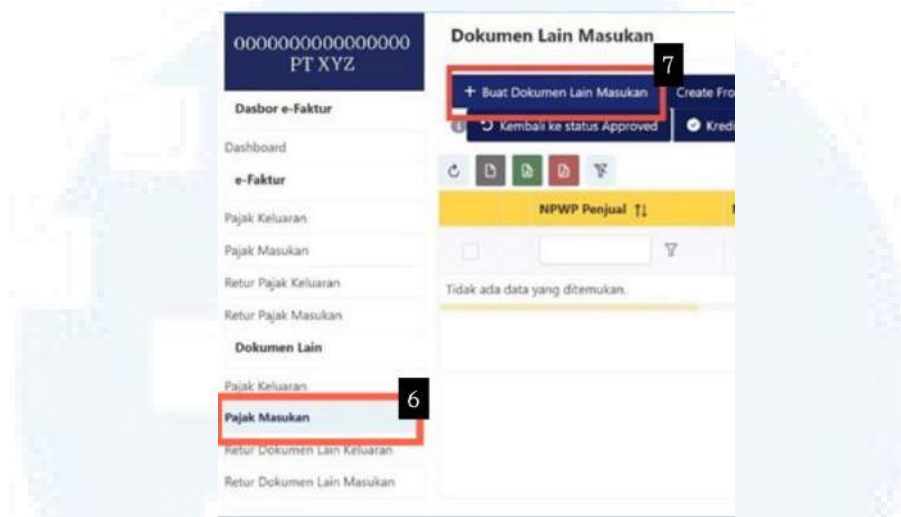 0000000000000000
PT XYZ
Dasbor e-Faktur
Dashboard
e-Faktur
Pajak Keluaran
Pajak Masukan
Retur Pajak Keluaran
Retur Pajak Masukan
Dokumen Lain
Pajak Keluaran
6
Pajak Masukan
Retur Dokumen Lain Keluaran
Retur Dokumen Lain Masukan
Dokumen Lain Masukan
7
+ Buat Dokumen Lain Masukan Create
Kembali ke status Approved
NPWP Penjual
Tidak ada data yang ditemukan.